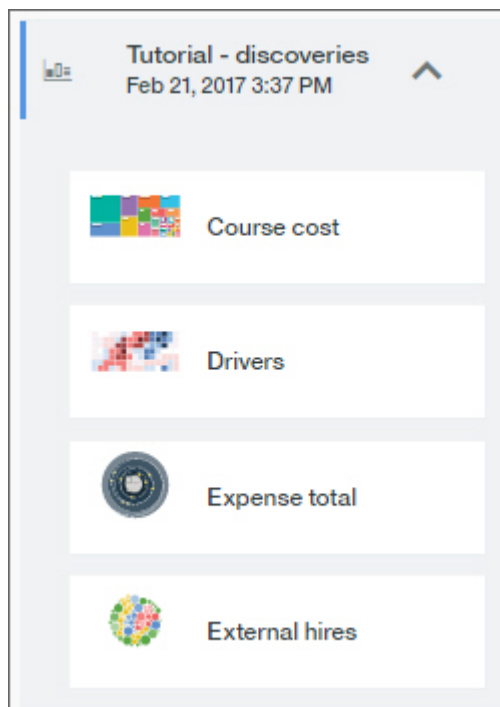 Tutorial - discoveries
Feb 21, 2017 3:37 PM
Course cost
Drivers
Expense total
External hires